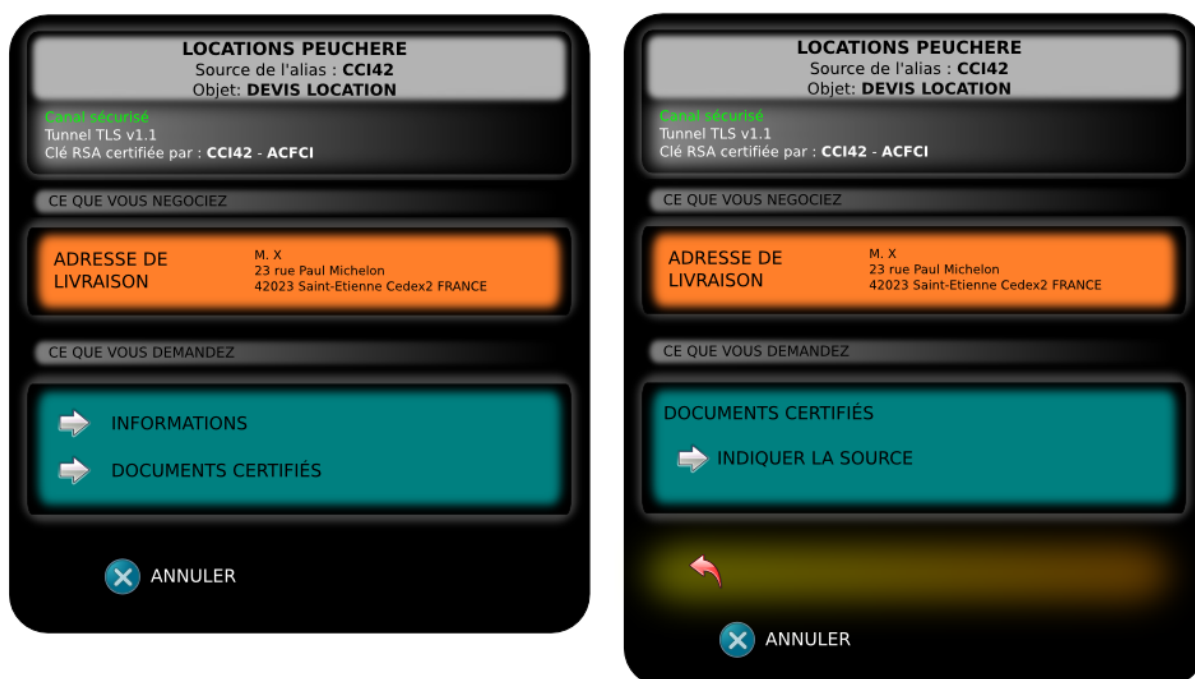 LOCATIONS PEUCHERE
Source de l'alias : CCI42
Objet: DEVIS LOCATION
Canal sécurisé
Tunnel TLS v1.1
Clé RSA certifiée par : CCI42 - ACFCI
CE QUE VOUS NEGOCIEZ
ADRESSE DE
LIVRAISON
M. X
23 rue Paul Michelon
42023 Saint-Etienne Cedex2 FRANCE
CE QUE VOUS DEMANDEZ
INFORMATIONS
DOCUMENTS CERTIFIÉS
ANNULER
LOCATIONS PEUCHERE
Source de l'alias : CCI42
Objet: DEVIS LOCATION
Canal sécurisé
Tunnel TLS v1.1
Clé RSA certifiée par : CCI42 - ACFCI
CE QUE VOUS NEGOCIEZ
ADRESSE DE
LIVRAISON
M. X
23 rue Paul Michelon
42023 Saint-Etienne Cedex2 FRANCE
CE QUE VOUS DEMANDEZ
DOCUMENTS CERTIFIÉS
INDIQUER LA SOURCE
ANNULER